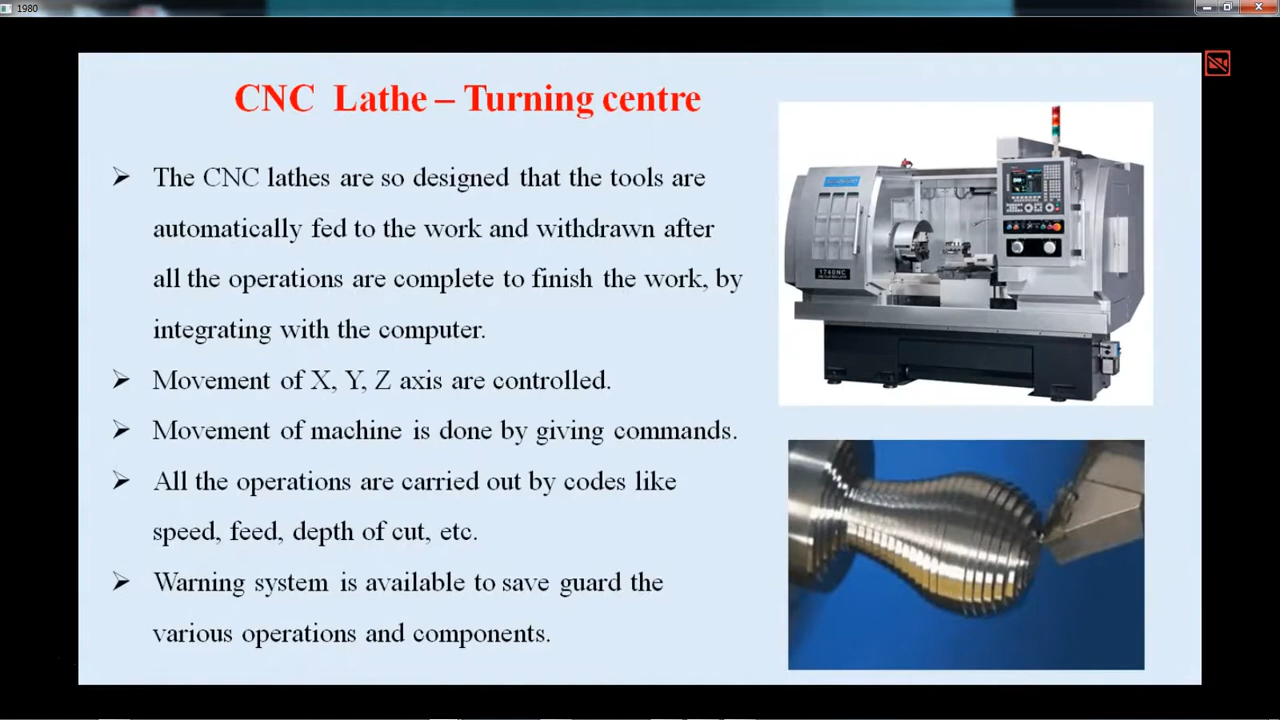 1980
CNC Lathe – Turning centre
➢ The CNC lathes are so designed that the tools are
automatically fed to the work and withdrawn after
all the operations are complete to finish the work, by
integrating with the computer.
➢ Movement of X, Y, Z axis are controlled.
➢ Movement of machine is done by giving commands.
➢ All the operations are carried out by codes like
speed, feed, depth of cut, etc.
➢ Warning system is available to save guard the
various operations and components.
1740NC